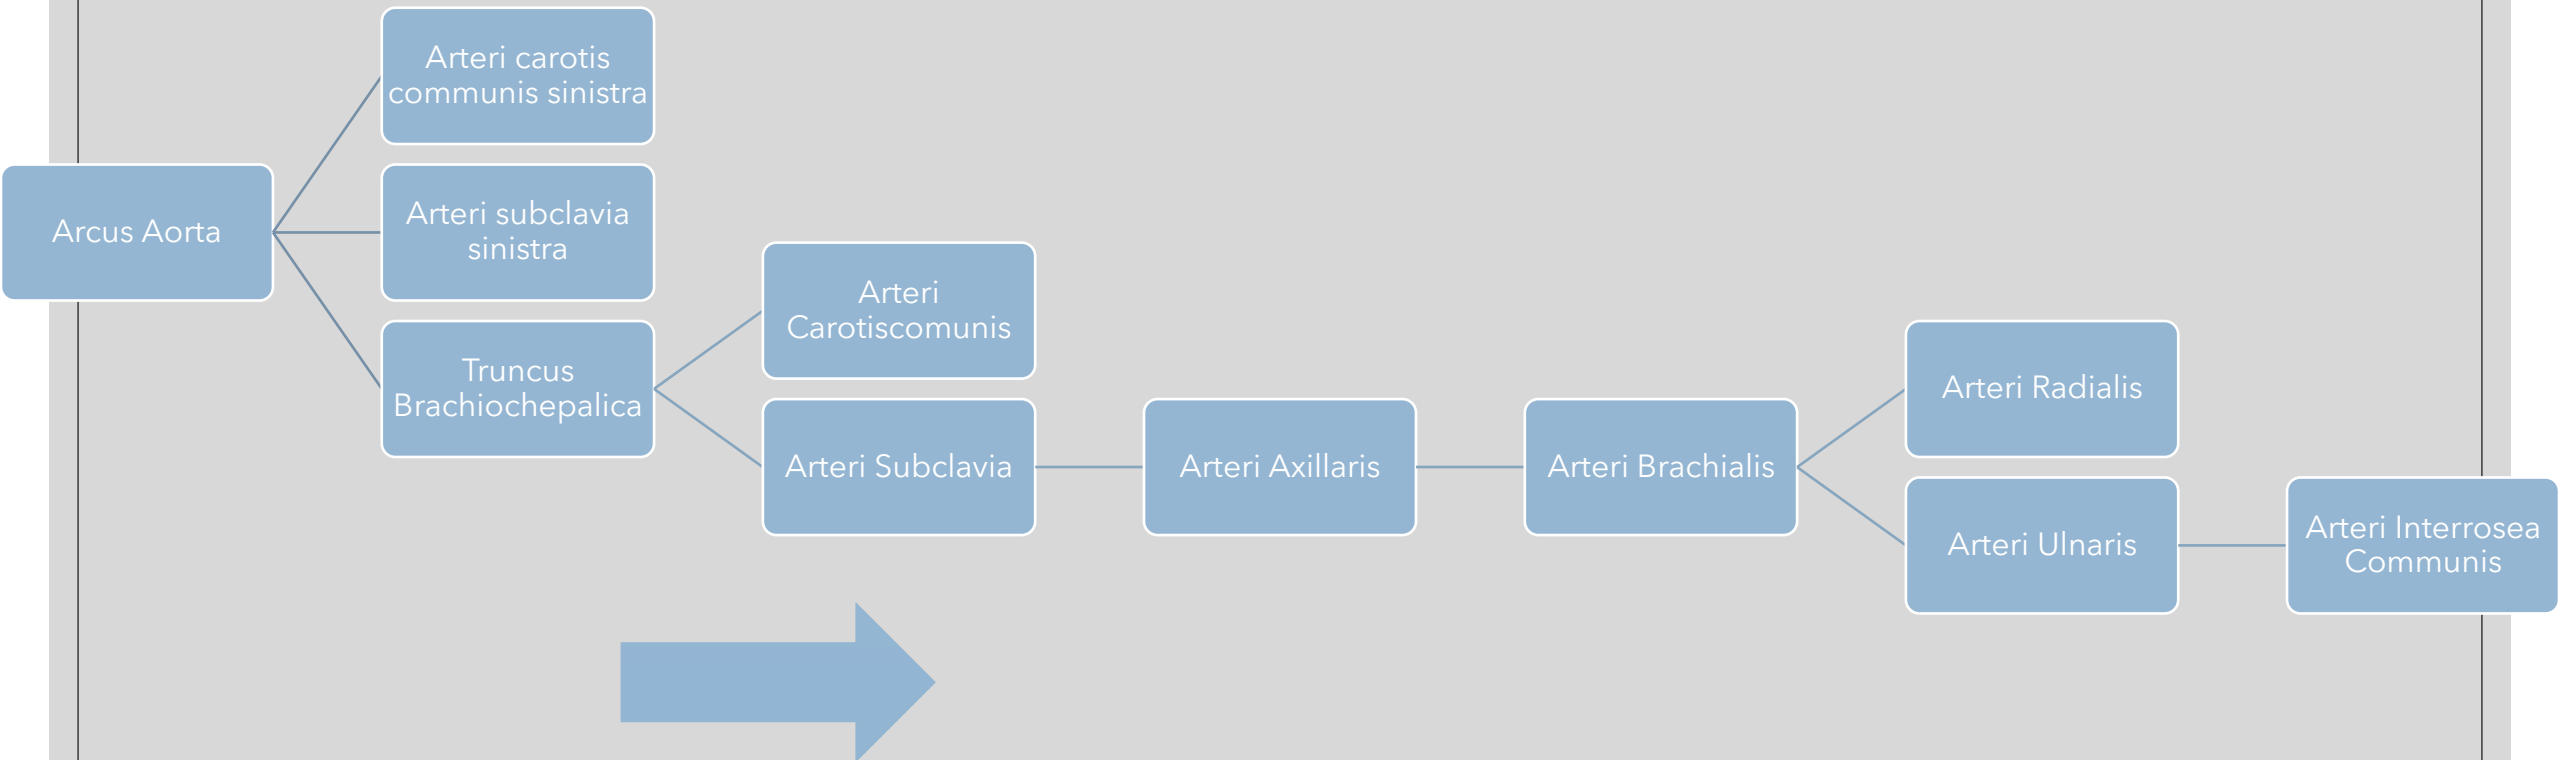 Arcus Aorta
Arteri carotis
communis sinistra
Arteri subclavia
sinistra
Truncus
Brachiochepalica
Arteri
Carotiscomunis
Arteri Subclavia
Arteri Axillaris
Arteri Brachialis
Arteri Radialis
Arteri Ulnaris
Arteri Interrosea
Communis